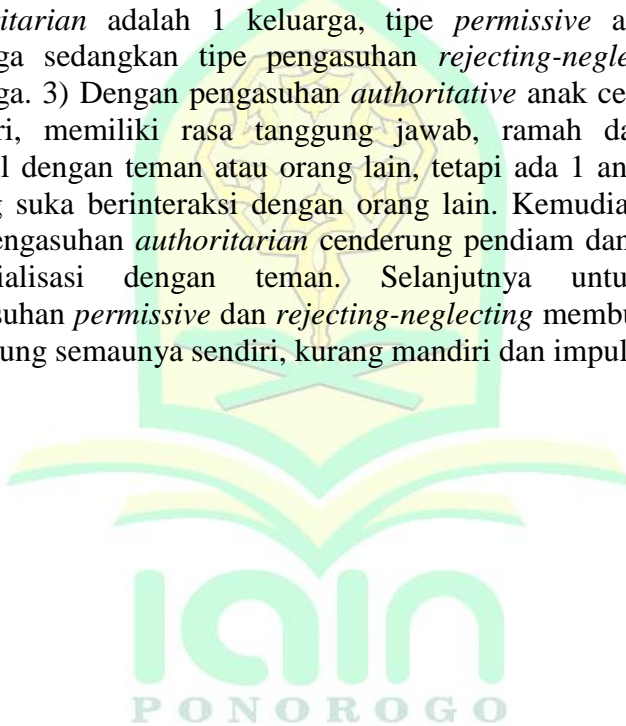 itarian adalah 1 keluarga, tipe permissive a
ga sedangkan tipe pengasuhan rejecting-negle
ga. 3) Dengan pengasuhan authoritative anak ce
ri, memiliki rasa tanggung jawab, ramah da
l dengan teman atau orang lain, tetapi ada 1 an
g suka berinteraksi dengan orang lain. Kemudia
engasuhan authoritarian cenderung pendiam dan
ialisasi dengan teman. Selanjutnya untu
suhan permissive dan rejecting-neglecting membu
ung semaunya sendiri, kurang mandiri dan impul
iain
PONOROGO